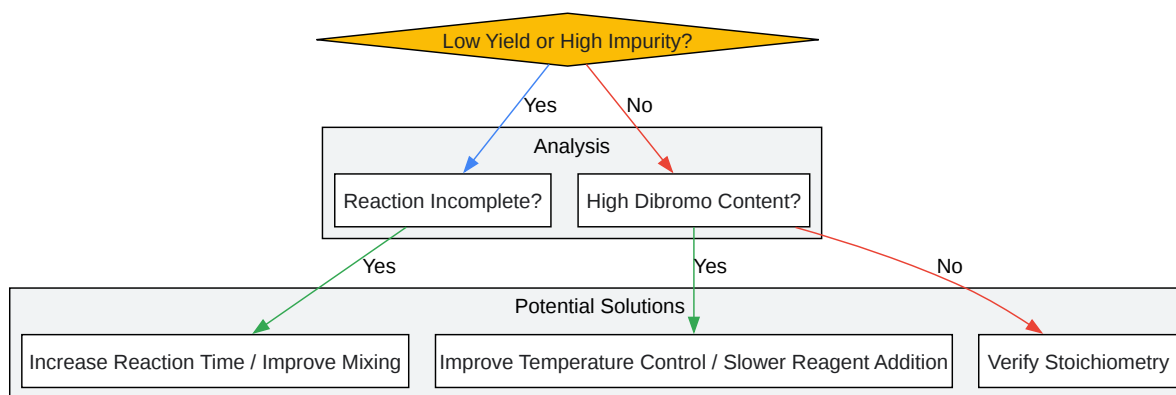 Low Yield or High Impurity?
Yes
No
Analysis
Reaction Incomplete?
High Dibromo Content?
Yes
Yes
No
Potential Solutions
Increase Reaction Time / Improve Mixing
Improve Temperature Control / Slower Reagent Addition
Verify Stoichiometry